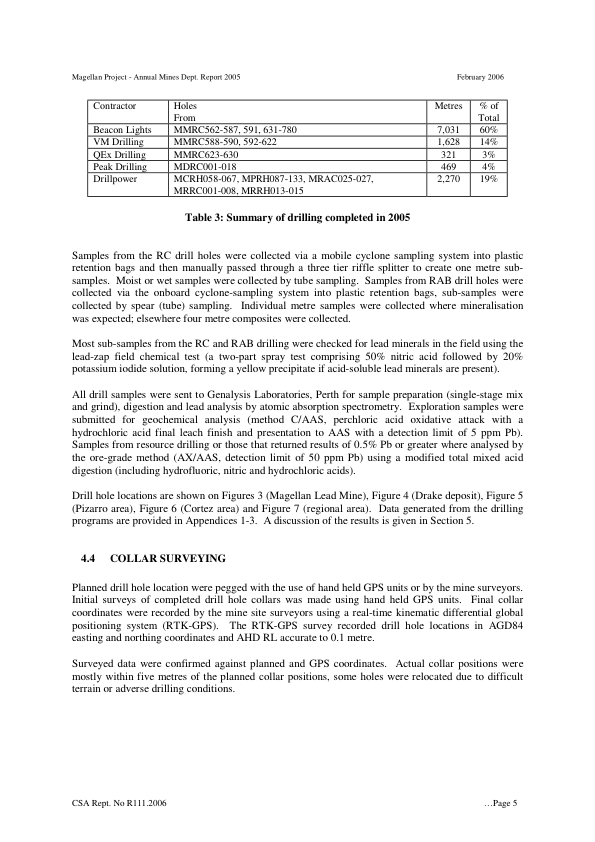 Magellan Project - Annual Mines Dept. Report 2005 February 2006
Contractor Holes From Metres % of Total
Beacon Lights MMRC562-587, 591, 631-780 7,031 60%
VM Drilling MMRC588-590, 592-622 1,628 14%
QEx Drilling MMRC623-630 321 3%
Peak Drilling MDRC001-018 469 4%
Drillpower MCRH058-067, MPRH087-133, MRAC025-027, 2,270 19%
MRRC001-008, MRRH013-015
Table 3: Summary of drilling completed in 2005
Samples from the RC drill holes were collected via a mobile cyclone sampling system into plastic
retention bags and then manually passed through a three tier riffle splitter to create one metre sub-
samples. Moist or wet samples were collected by tube sampling. Samples from RAB drill holes were
collected via the onboard cyclone-sampling system into plastic retention bags, sub-samples were
collected by spear (tube) sampling. Individual metre samples were collected where mineralisation
was expected; elsewhere four metre composites were collected.
Most sub-samples from the RC and RAB drilling were checked for lead minerals in the field using the
lead-zap field chemical test (a two-part spray test comprising 50% nitric acid followed by 20%
potassium iodide solution, forming a yellow precipitate if acid-soluble lead minerals are present).
All drill samples were sent to Genalysis Laboratories, Perth for sample preparation (single-stage mix
and grind), digestion and lead analysis by atomic absorption spectrometry. Exploration samples were
submitted for geochemical analysis (method C/AAS, perchloric acid oxidative attack with a
hydrochloric acid final leach finish and presentation to AAS with a detection limit of 5 ppm Pb).
Samples from resource drilling or those that returned results of 0.5% Pb or greater where analysed by
the ore-grade method (AX/AAS, detection limit of 50 ppm Pb) using a modified total mixed acid
digestion (including hydrofluoric, nitric and hydrochloric acids).
Drill hole locations are shown on Figures 3 (Magellan Lead Mine), Figure 4 (Drake deposit), Figure 5
(Pizarro area), Figure 6 (Cortez area) and Figure 7 (regional area). Data generated from the drilling
programs are provided in Appendices 1-3. A discussion of the results is given in Section 5.
4.4 COLLAR SURVEYING
Planned drill hole location were pegged with the use of hand held GPS units or by the mine surveyors.
Initial surveys of completed drill hole collars was made using hand held GPS units. Final collar
coordinates were recorded by the mine site surveyors using a real-time kinematic differential global
positioning system (RTK-GPS). The RTK-GPS survey recorded drill hole locations in AGD84
easting and northing coordinates and AHD RL accurate to 0.1 metre.
Surveyed data were confirmed against planned and GPS coordinates. Actual collar positions were
mostly within five metres of the planned collar positions, some holes were relocated due to difficult
terrain or adverse drilling conditions.
CSA Rept. No R111.2006 …Page 5